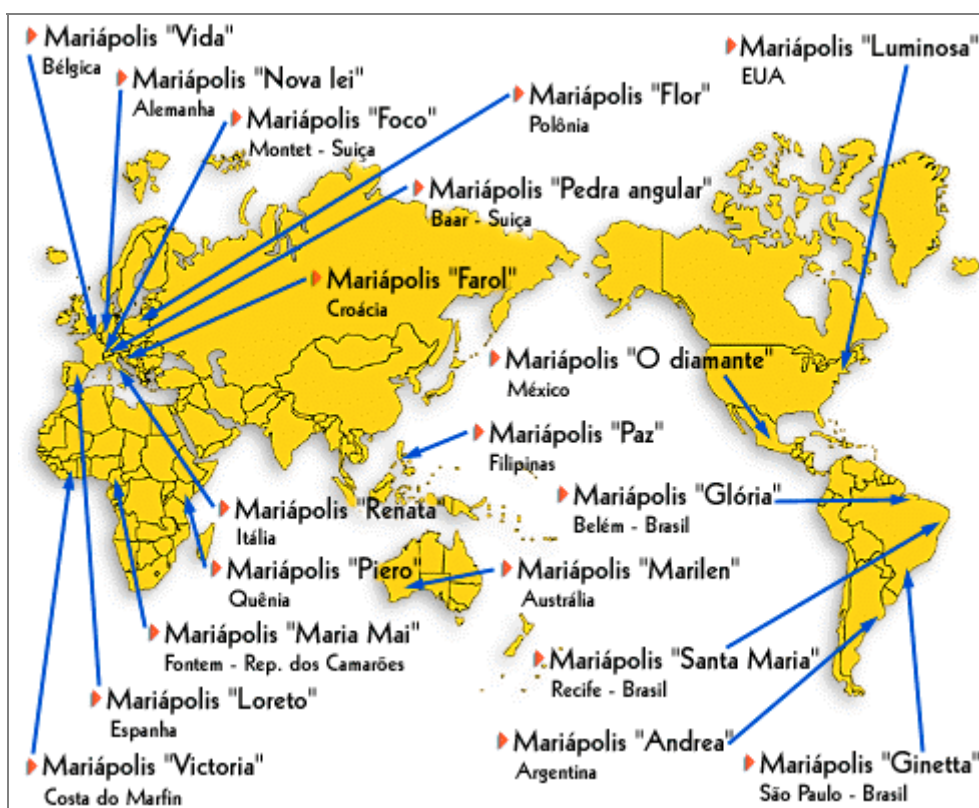 Mariápolis "Vida"
Bélgica
Mariápolis "Luminosa"
EUA
Mariápolis "Nova lei"
Alemanha
Mariápolis "Flor"
Polônia
Mariápolis "Foco"
Montet - Suiça
Mariápolis "Pedra angular"
Baar - Suiça
Mariápolis "Farol"
Croácia
Mariápolis "O diamante"
México
Mariápolis "Paz"
Filipinas
Mariápolis "Glória"
Belém - Brasil
Mariápolis "Renata"
Itália
Mariápolis "Piero"
Quênia
Mariápolis "Marilen"
Austrália
Mariápolis "Maria Mai"
Fontem - Rep. dos Camarões
Mariápolis "Santa Maria"
Recife - Brasil
Mariápolis "Loreto"
Espanha
Mariápolis "Andrea"
Argentina
Mariápolis "Victoria"
Costa do Marfin
Mariápolis "Ginetta"
São Paulo - Brasil